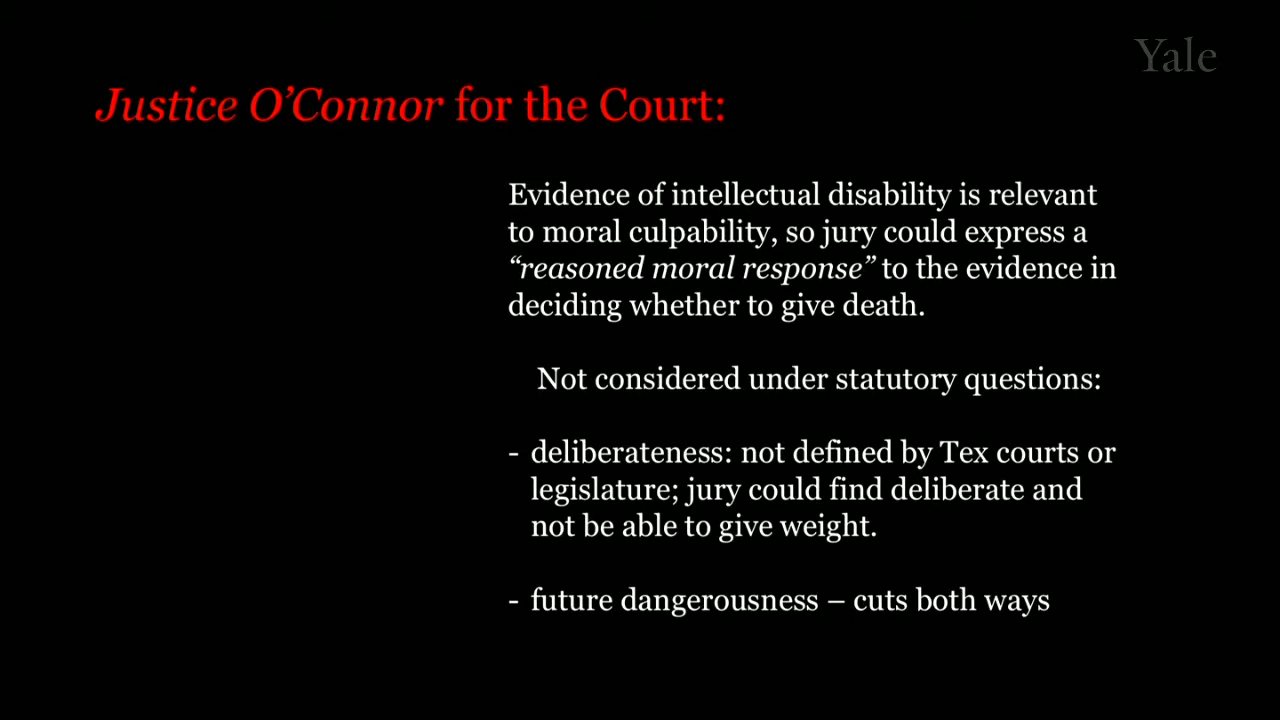 Yale
Justice O’Connor for the Court:
Evidence of intellectual disability is relevant
to moral culpability, so jury could express a
“reasoned moral response” to the evidence in
deciding whether to give death.
Not considered under statutory questions:
- deliberateness: not defined by Tex courts or
legislature; jury could find deliberate and
not be able to give weight.
- future dangerousness – cuts both ways